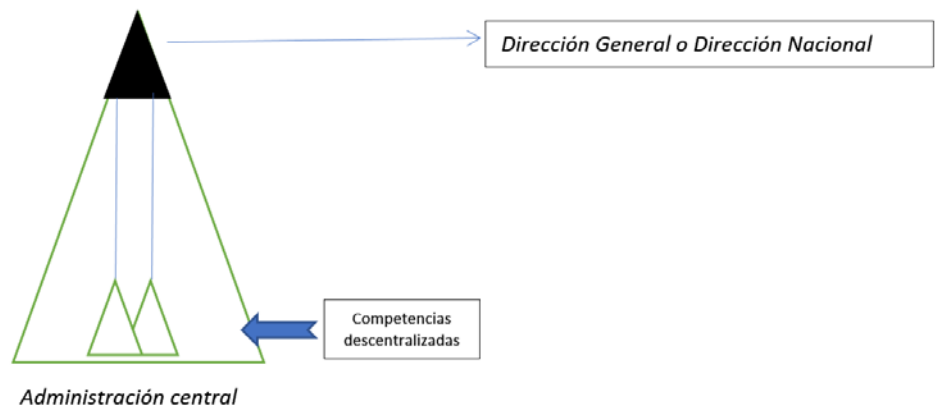 Dirección General o Dirección Nacional
Competencias
descentralizadas
Administración central